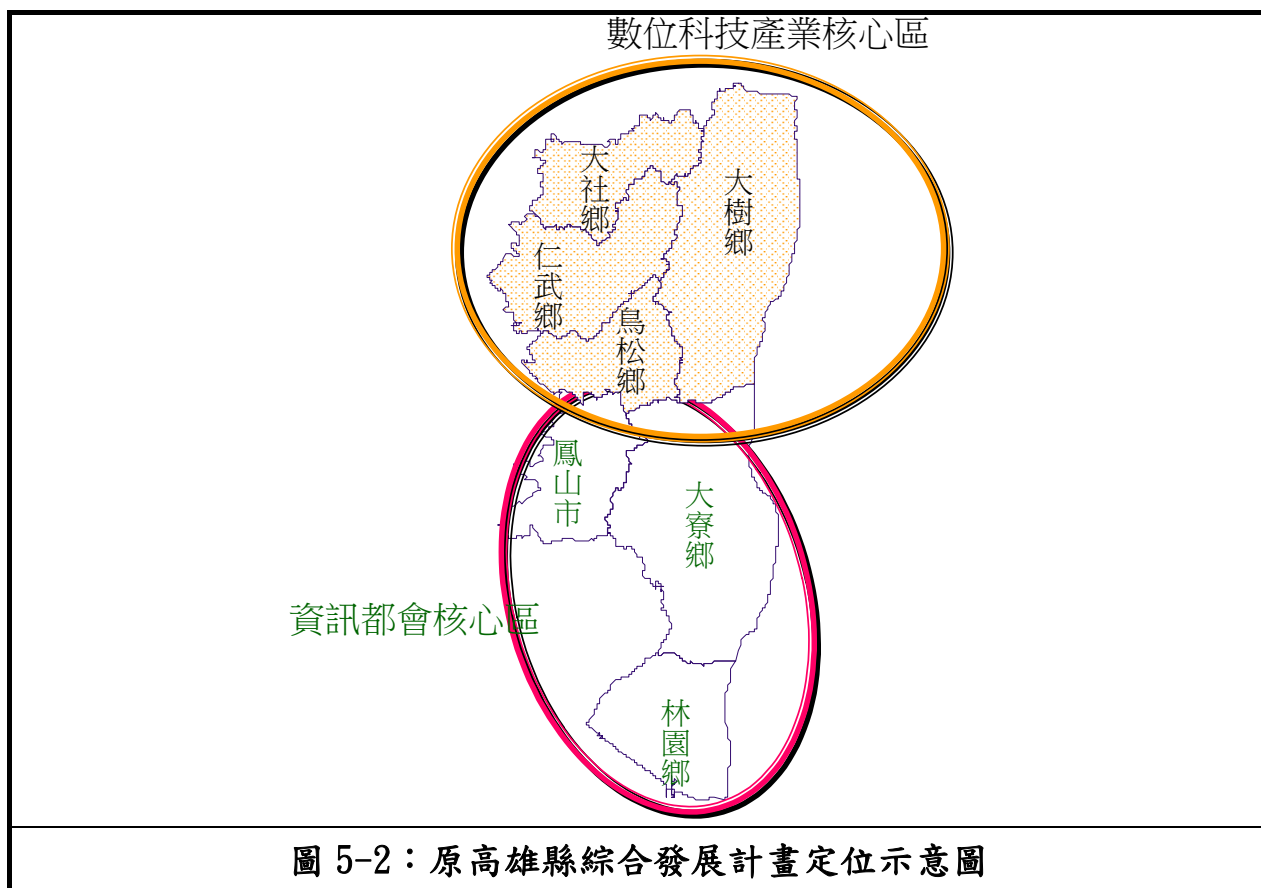 數位科技產業核心區
大社鄉
大樹鄉
仁武鄉
鳥松鄉
鳳山市
大寮鄉
資訊都會核心區
林園鄉
圖 5-2：原高雄縣綜合發展計畫定位示意圖